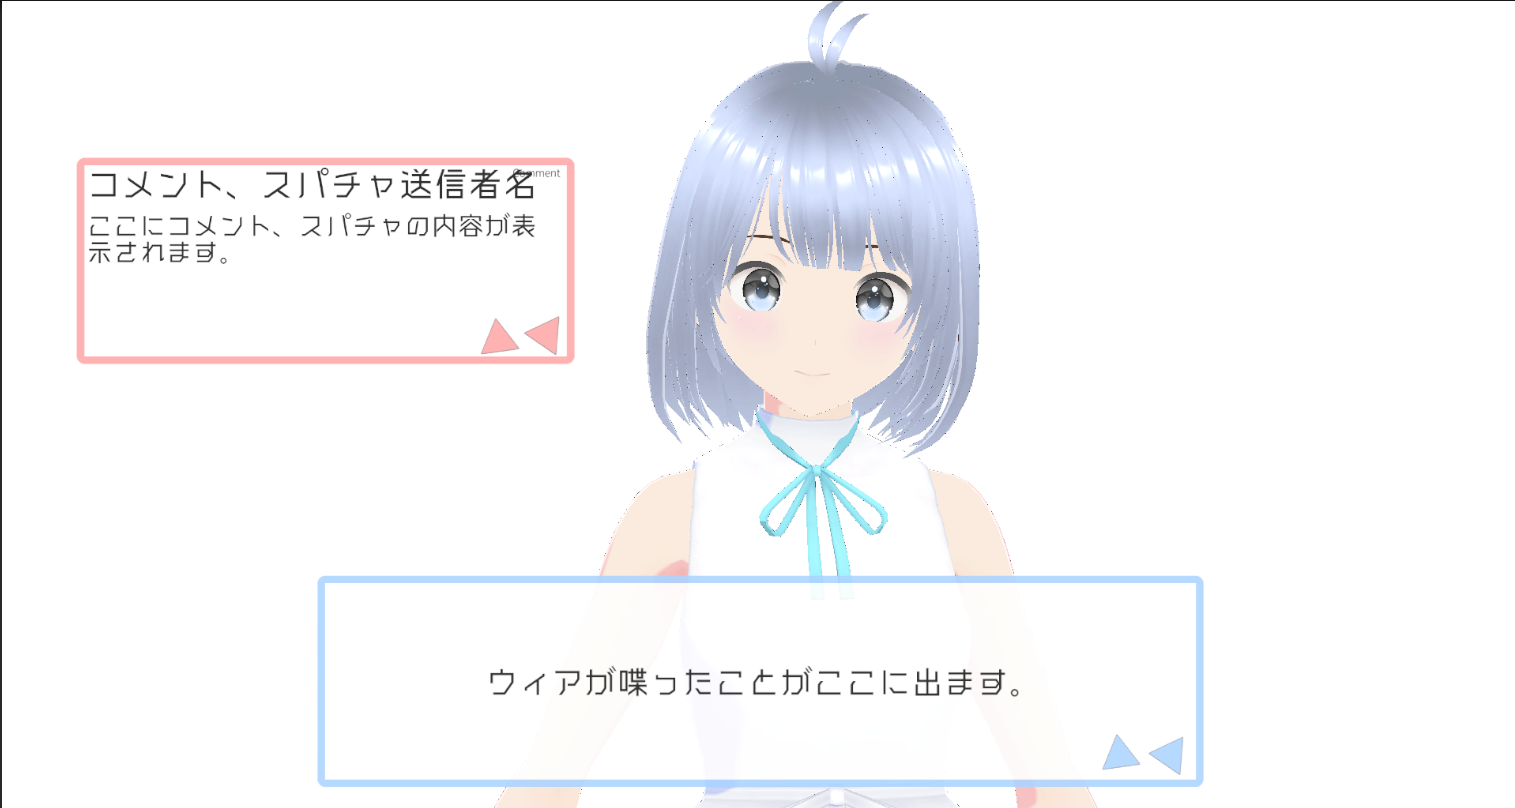 コメント、スパチャ送信者名
Comment
ここにコメント、スパチャの内容が表
示されます。
ウィアが喋ったことがここに出ます。